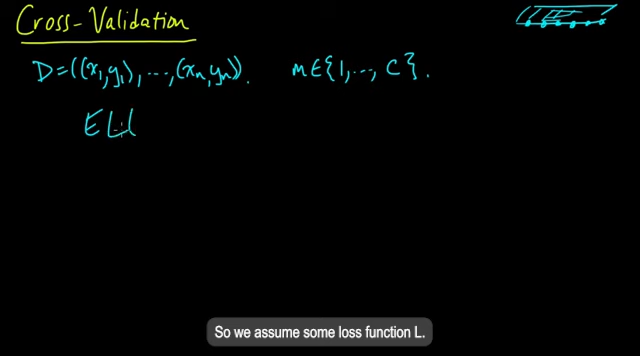 Cross-Validation
D=((x₁,y₁),...,(xₙ,yₙ)). m∈{1,...,C}.
E L
So we assume some loss function L.